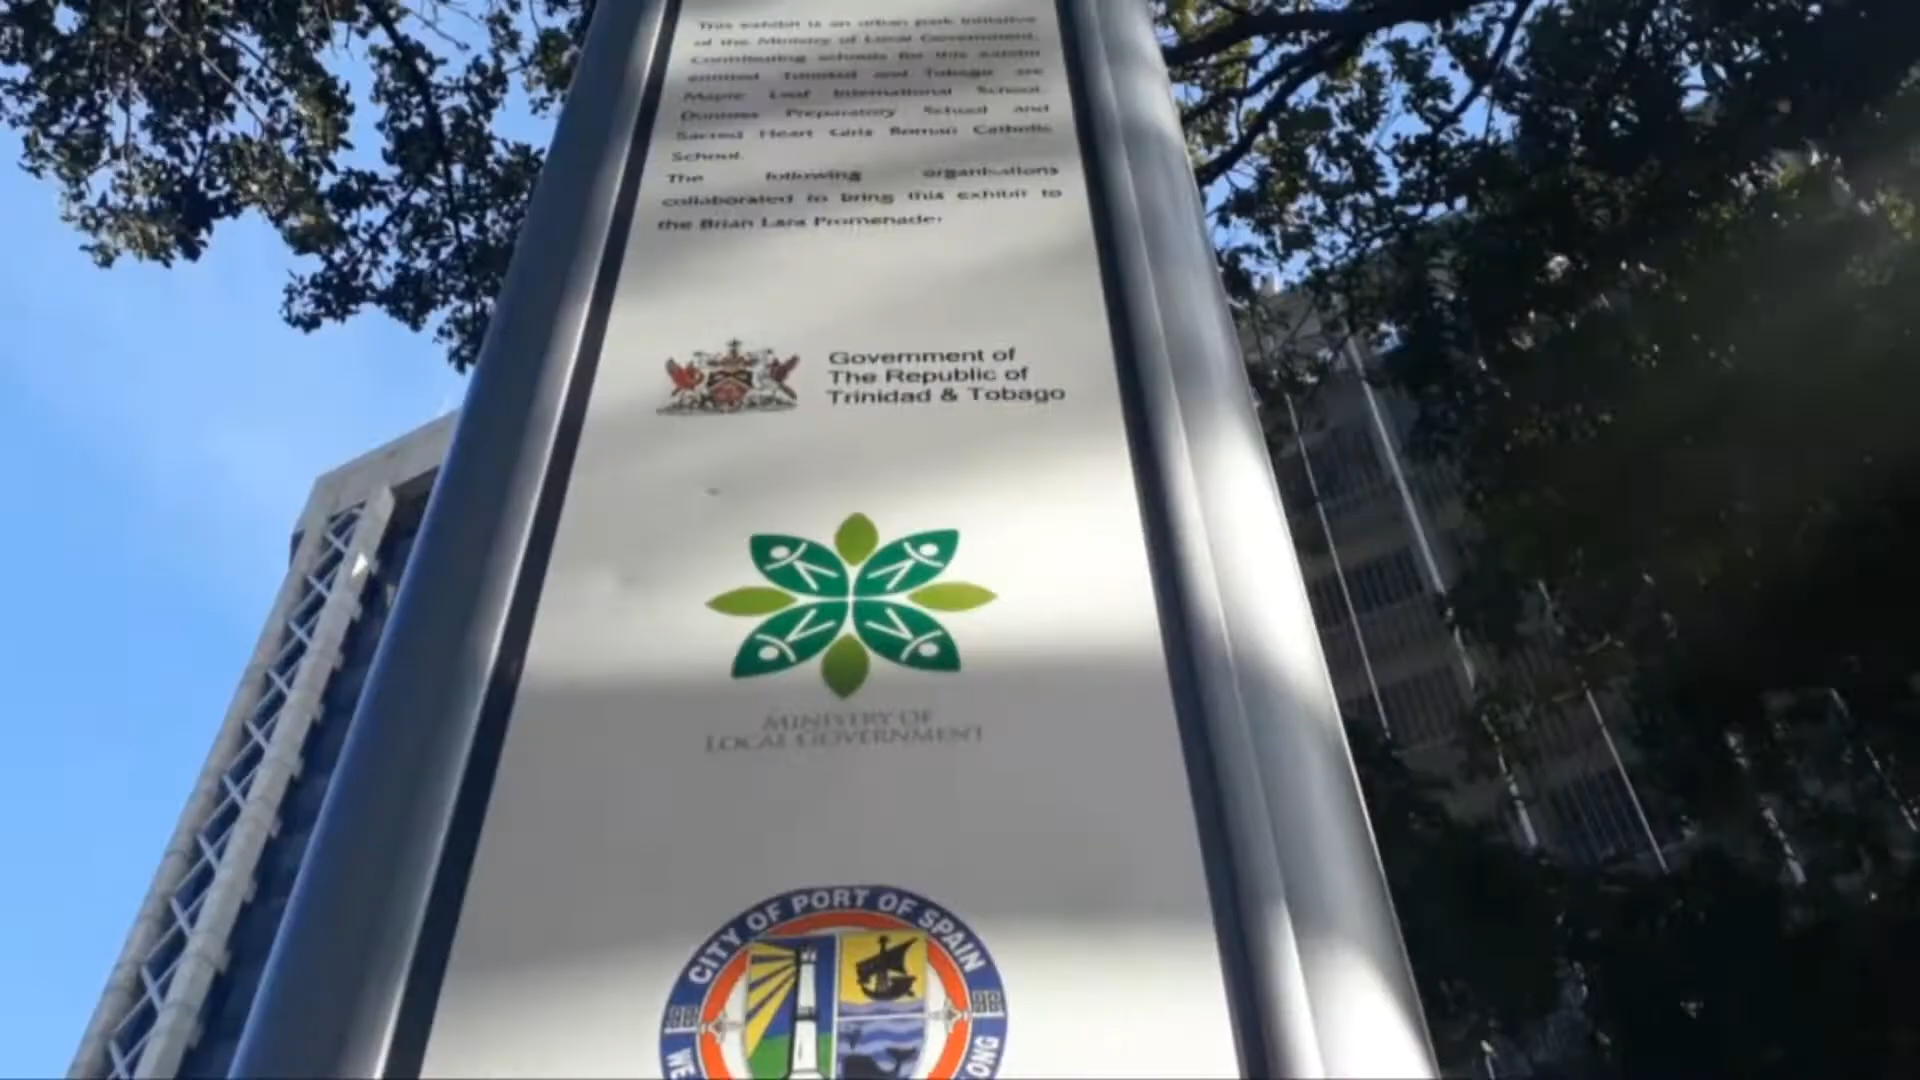 This exhibit is an urban park initiative
of the Ministry of Local Government.
Contributing schools for this exhibit
entitled Trinidad and Tobago are
Maple Leaf International School,
Dunross Preparatory School and
Sacred Heart Girls Roman Catholic
School.
The following organisations
collaborated to bring this exhibit to
the Brian Lara Promenade:
Government of
The Republic of
Trinidad & Tobago
MINISTRY OF
LOCAL GOVERNMENT
CITY OF PORT OF SPAIN
WE
ONG